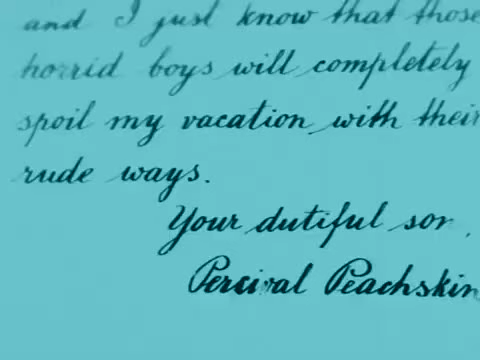 and I just know that those
horrid boys will completely
spoil my vacation with their
rude ways.
Your dutiful son,
Percival Peachskin